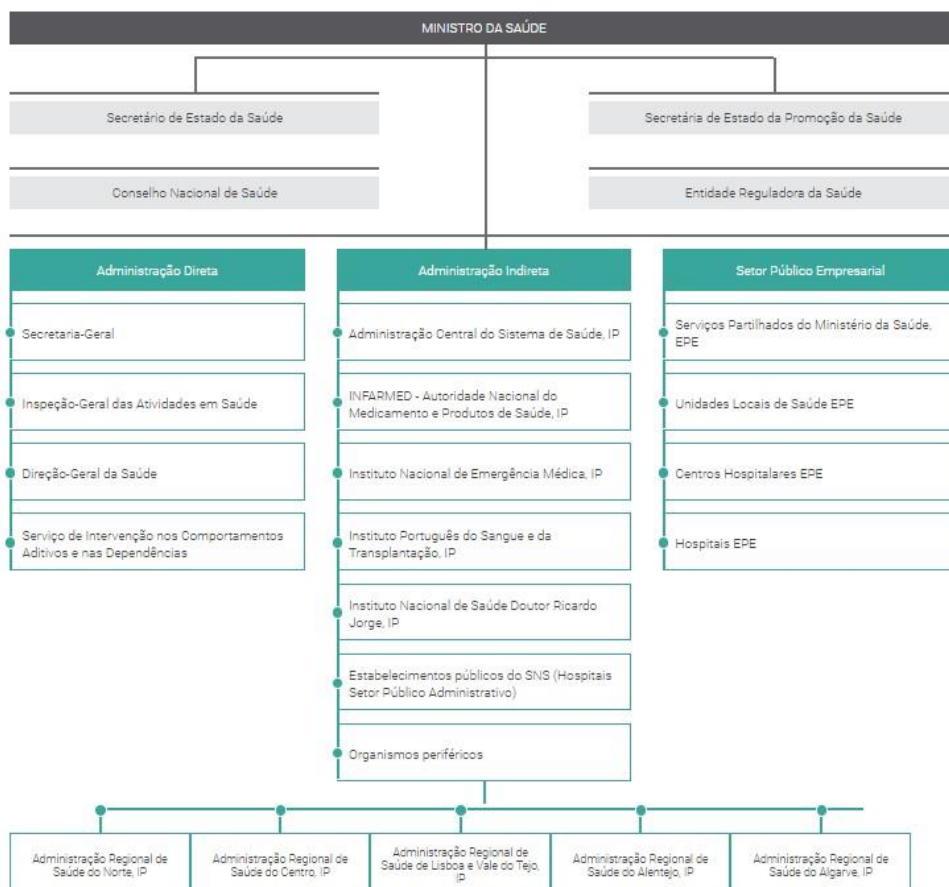 MINISTRO DA SAÚDE
Secretário de Estado da Saúde
Secretária de Estado da Promoção da Saúde
Conselho Nacional de Saúde
Entidade Reguladora da Saúde
Administração Direta
Secretaria-Geral
Inspeção-Geral das Atividades em Saúde
Direção-Geral da Saúde
Serviço de Intervenção nos Comportamentos
Aditivos e nas Dependências
Administração Indireta
Administração Central do Sistema de Saúde, IP
INFARMED - Autoridade Nacional do
Medicamento e Produtos de Saúde, IP
Instituto Nacional de Emergência Médica, IP
Instituto Português do Sangue e da
Transplantação, IP
Instituto Nacional de Saúde Doutor Ricardo
Jorge, IP
Estabelecimentos públicos do SNS (Hospitais
Setor Público Administrativo)
Organismos periféricos
Setor Público Empresarial
Serviços Partilhados do Ministério da Saúde,
EPE
Unidades Locais de Saúde EPE
Centros Hospitalares EPE
Hospitais EPE
Administração Regional de
Saúde do Norte, IP
Administração Regional de
Saúde do Centro, IP
Administração Regional de
Saúde de Lisboa e Vale do Tejo,
IP
Administração Regional de
Saúde do Alentejo, IP
Administração Regional de
Saúde do Algarve, IP